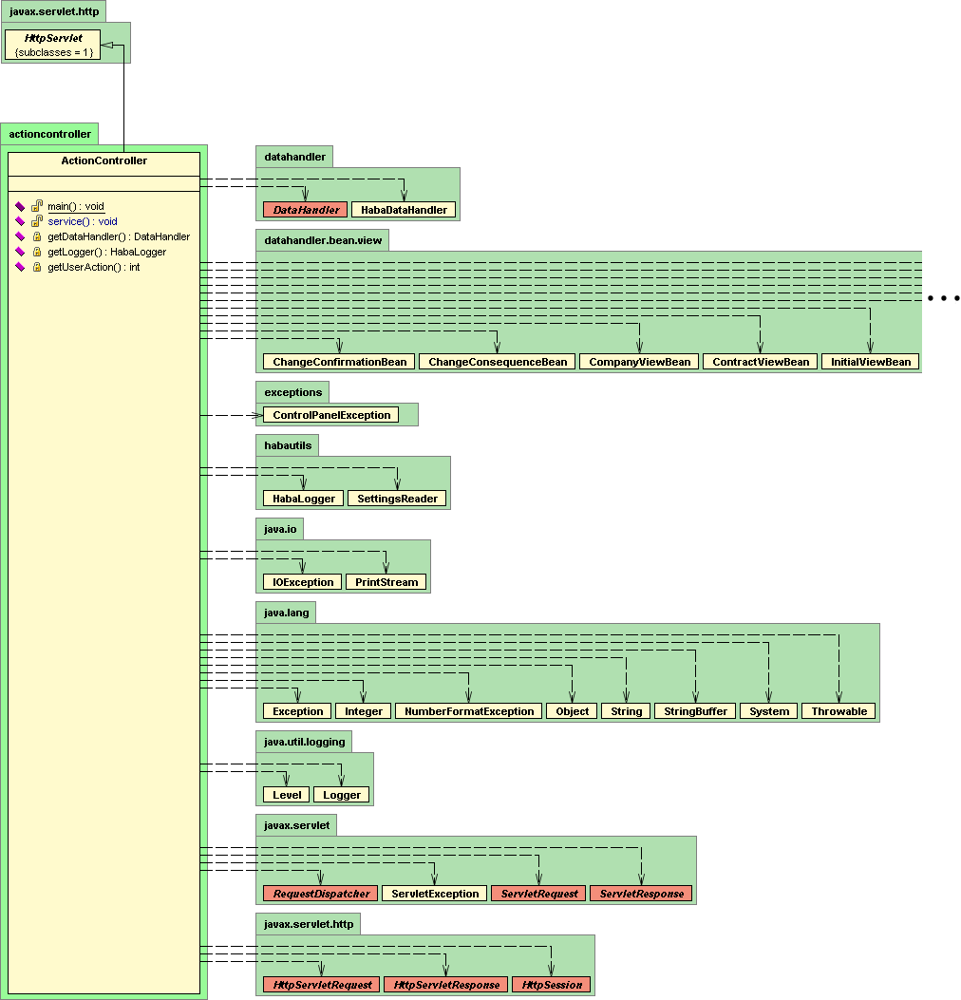 javax.servlet.http
HttpServlet
{subclasses = 1}
actioncontroller
ActionController
main() : void
service() : void
getDataHandler() : DataHandler
getLogger() : HabaLogger
getUserAction() : int
datahandler
DataHandler HabaDataHandler
datahandler.bean.view
ChangeConfirmationBean ChangeConsequenceBean CompanyViewBean ContractViewBean InitialViewBean
exceptions
ControlPanelException
habautils
HabaLogger SettingsReader
java.io
IOException PrintStream
java.lang
Exception Integer NumberFormatException Object String StringBuffer System Throwable
java.util.logging
Level Logger
javax.servlet
RequestDispatcher ServletException ServletRequest ServletResponse
javax.servlet.http
HttpServletRequest HttpServletResponse HttpSession